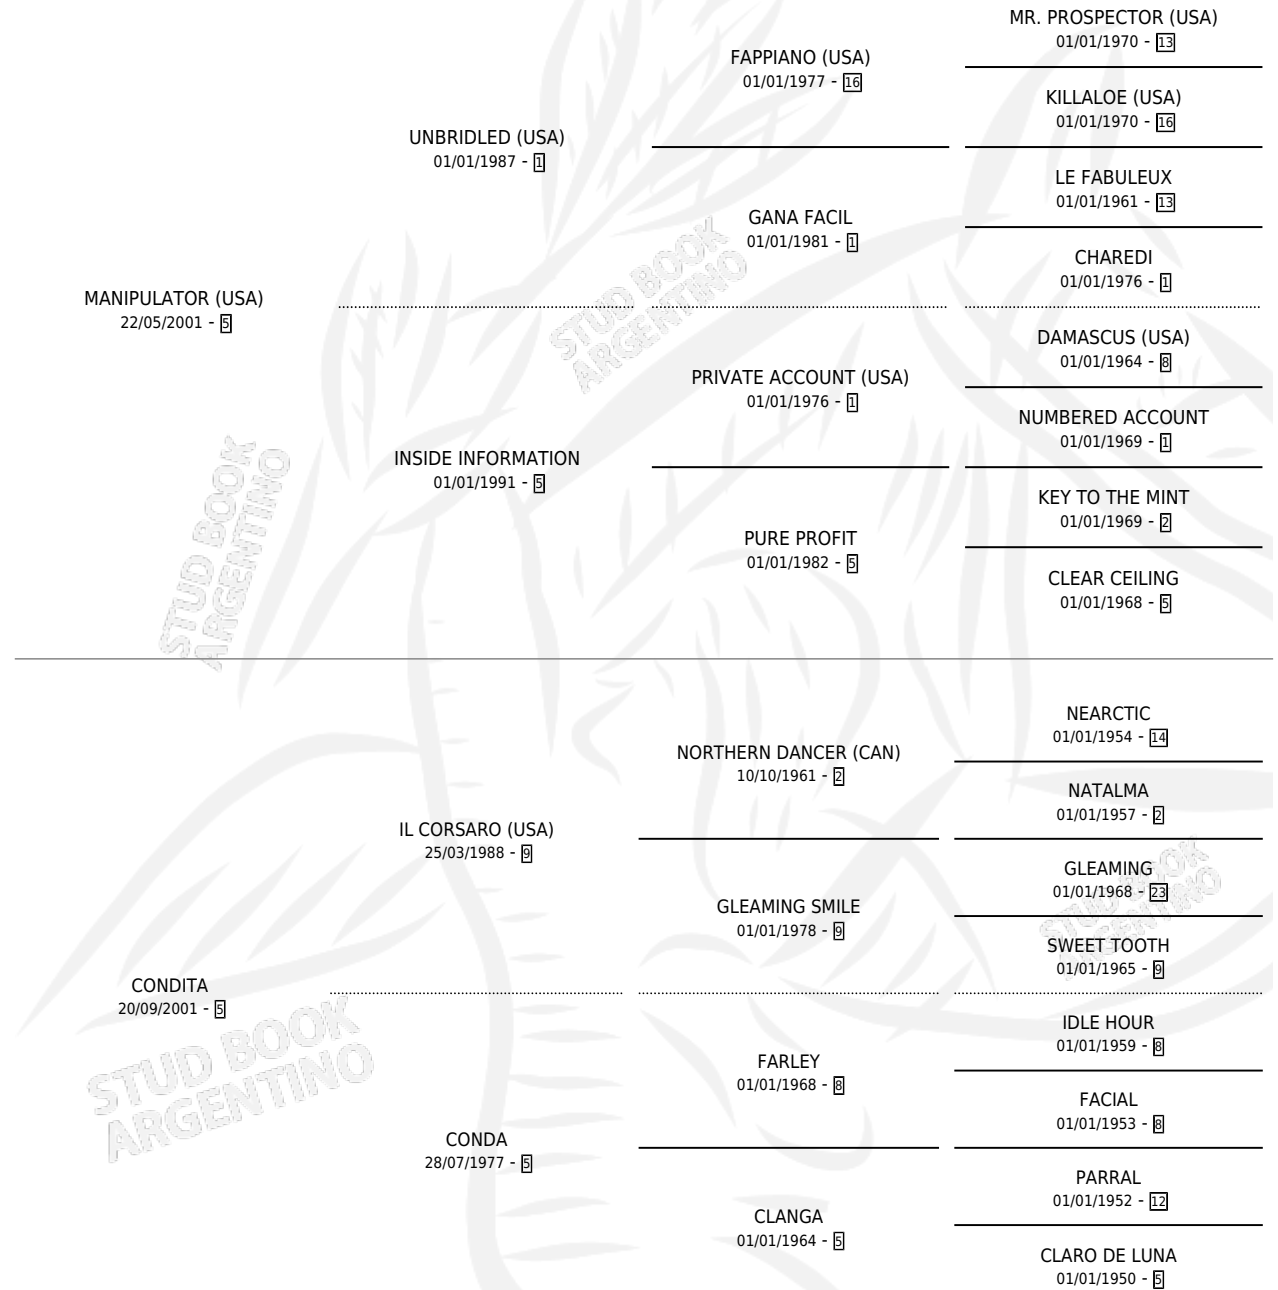 MR. PROSPECTOR (USA)
01/01/1970 - 13
FAPPIANO (USA)
01/01/1977 - 16
KILLALOE (USA)
01/01/1970 - 16
UNBRIDLED (USA)
01/01/1987 - 1
LE FABULEUX
01/01/1961 - 13
GANA FACIL
01/01/1981 - 1
CHAREDI
01/01/1976 - 1
MANIPULATOR (USA)
22/05/2001 - 5
DAMASCUS (USA)
01/01/1964 - 8
PRIVATE ACCOUNT (USA)
01/01/1976 - 1
NUMBERED ACCOUNT
01/01/1969 - 1
INSIDE INFORMATION
01/01/1991 - 5
KEY TO THE MINT
01/01/1969 - 2
PURE PROFIT
01/01/1982 - 5
CLEAR CEILING
01/01/1968 - 5
NEARCTIC
01/01/1954 - 14
NORTHERN DANCER (CAN)
10/10/1961 - 2
NATALMA
01/01/1957 - 2
IL CORSARO (USA)
25/03/1988 - 9
GLEAMING
01/01/1968 - 23
GLEAMING SMILE
01/01/1978 - 9
SWEET TOOTH
01/01/1965 - 9
CONDITA
20/09/2001 - 5
IDLE HOUR
01/01/1959 - 8
FARLEY
01/01/1968 - 8
FACIAL
01/01/1953 - 8
CONDA
28/07/1977 - 5
PARRAL
01/01/1952 - 12
CLANGA
01/01/1964 - 5
CLARO DE LUNA
01/01/1950 - 5
STUD BOOK
ARGENTINO
STUD BOOK
ARGENTINO
STUD BOOK
ARGENTINO
STUD BOOK
ARGENTINO